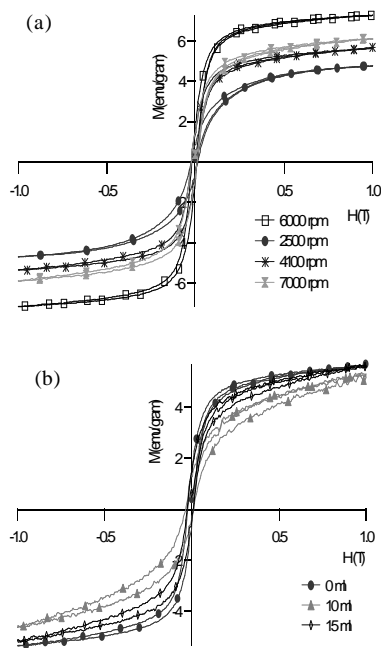 (a)
M(emu/gram)
6
4
2
-1.0
-0.5
0.5
1.0
H(T)
-6
6000 rpm
2500 rpm
4100 rpm
7000 rpm
(b)
M(emu/gram)
4
2
-1.0
-0.5
0
0.5
1.0
H(T)
-2
-4
0 ml
10 ml
15 ml